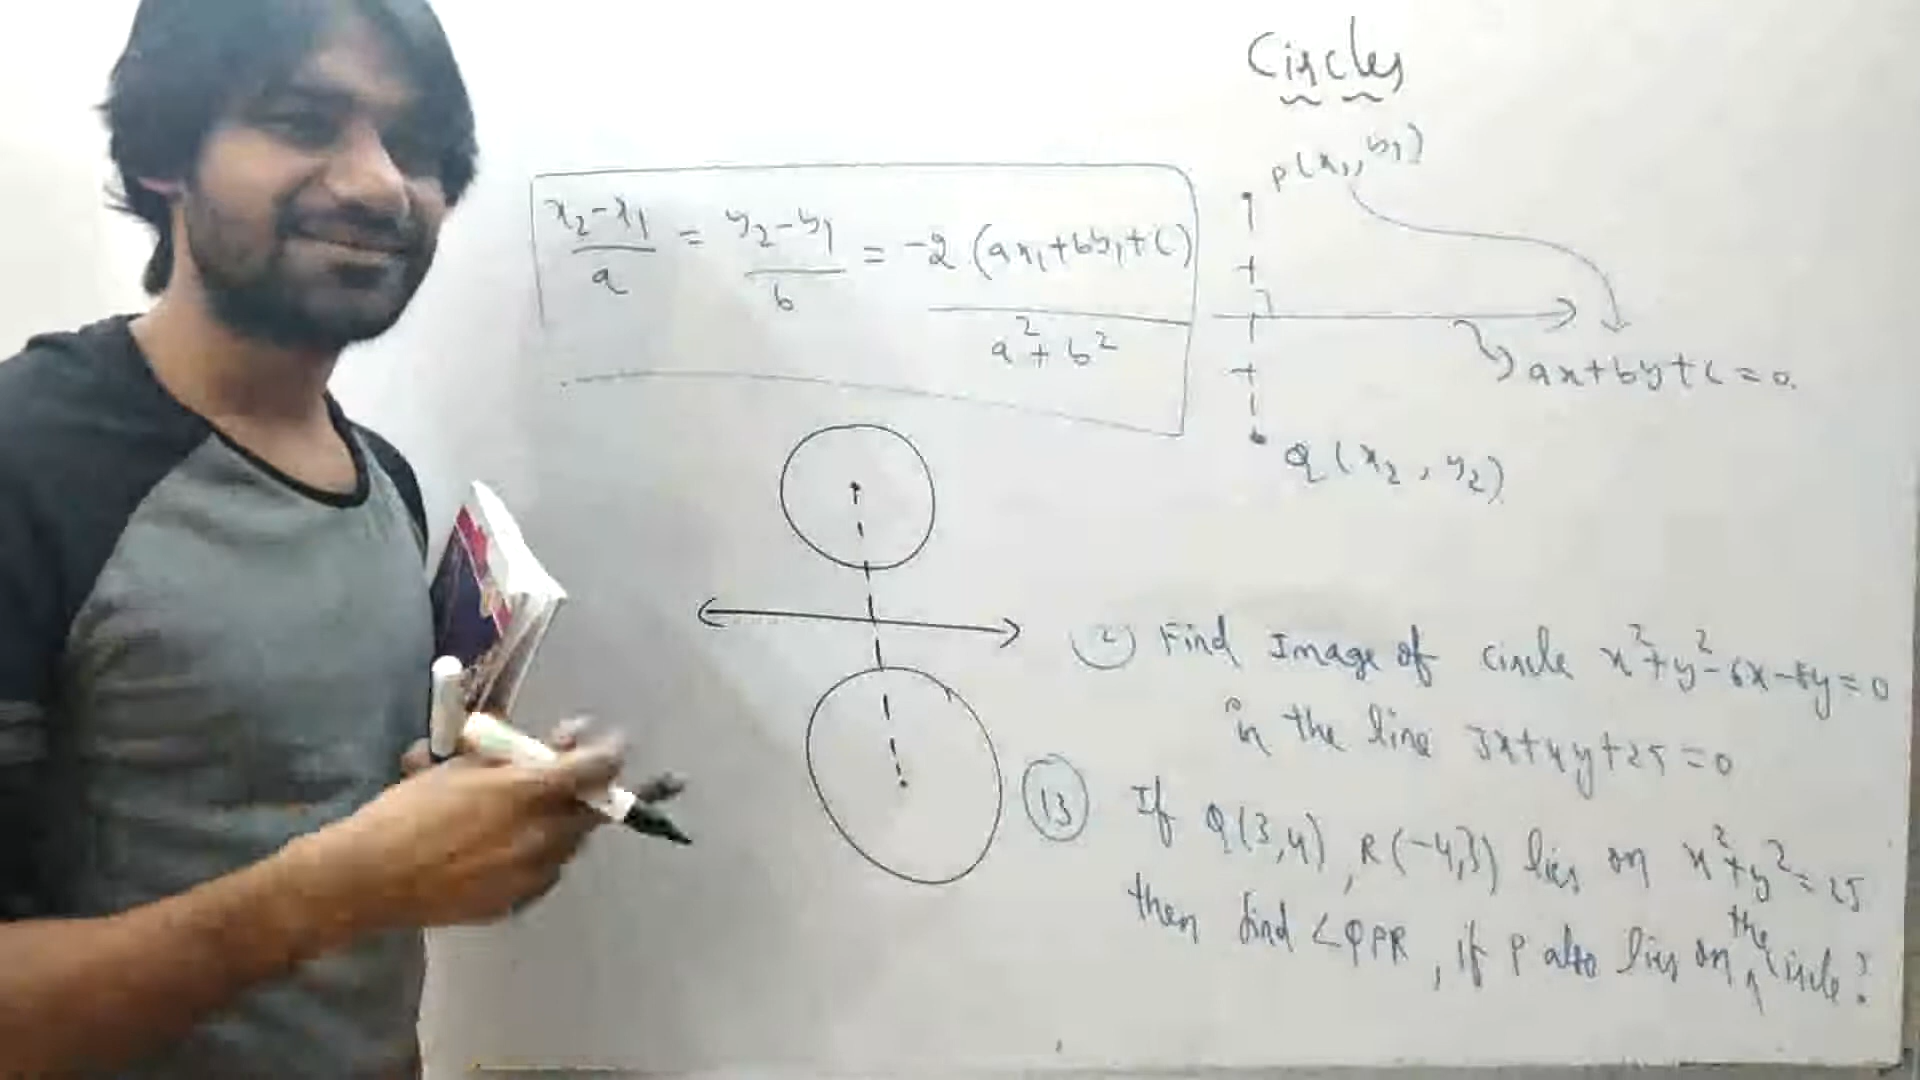 Circles
P(x₁, y₁)
x₂-x₁/a = y₂-y₁/b = -2(ax₁+by₁+c)/a²+b²
ax+by+c=0.
Q(x₂, y₂)
(2) Find Image of circle x²+y²-6x-8y=0
in the line 3x+4y+25=0
(13) If Q(3,4), R(-4,3) lies on x²+y²=25
then find ∠QPR, if P also lies on the circle?